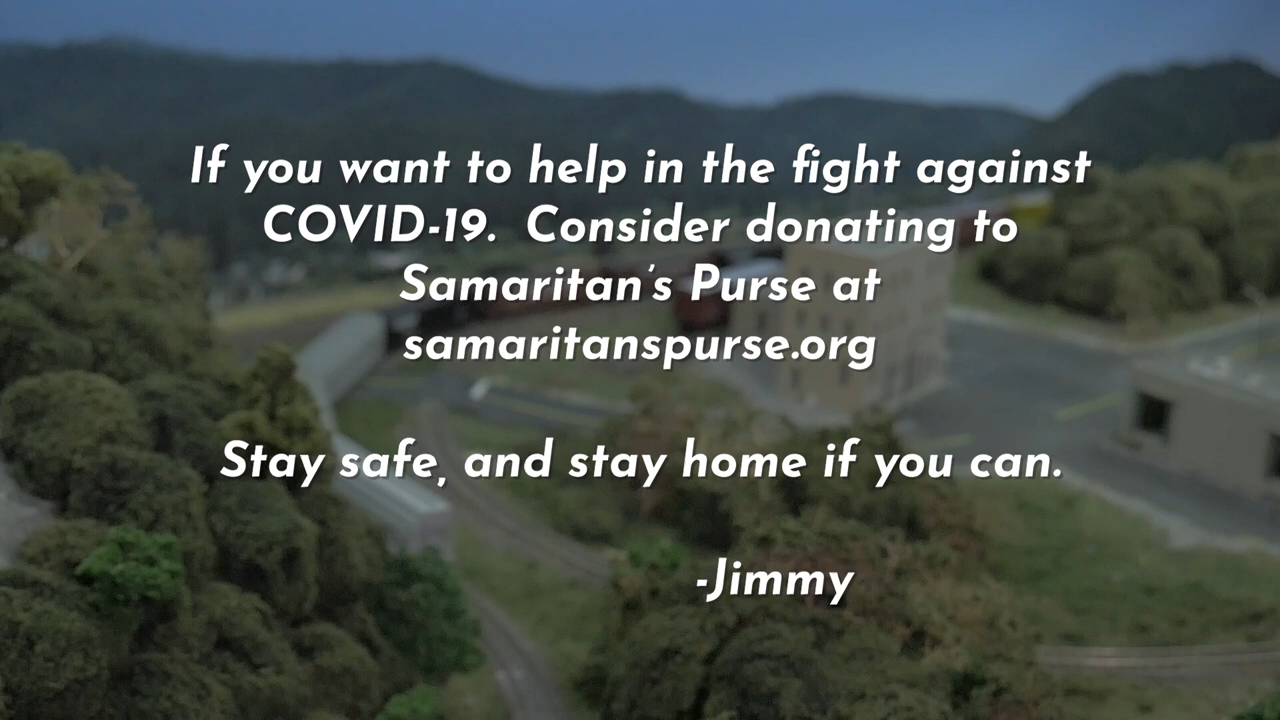 If you want to help in the fight against
COVID-19.  Consider donating to
Samaritan's Purse at
samaritanspurse.org
Stay safe, and stay home if you can.
-Jimmy